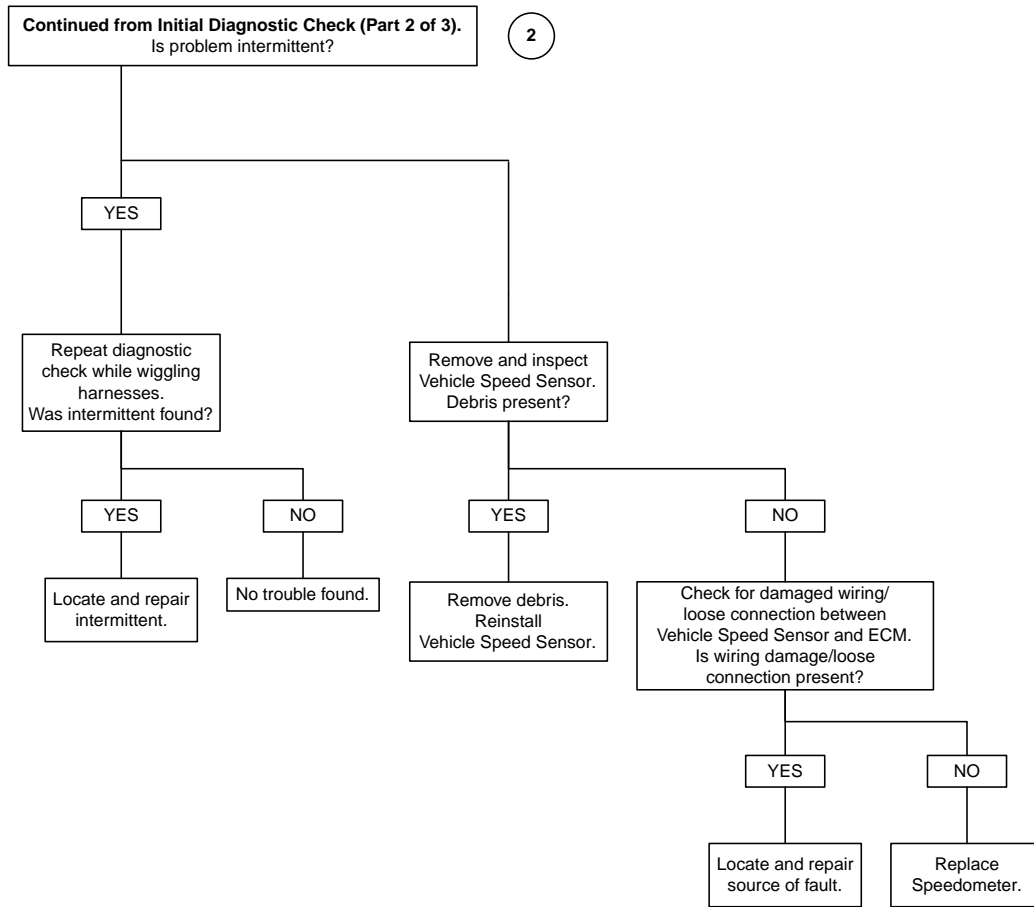 Continued from Initial Diagnostic Check (Part 2 of 3).
Is problem intermittent?
2
YES
Repeat diagnostic
check while wiggling
harnesses.
Was intermittent found?
Remove and inspect
Vehicle Speed Sensor.
Debris present?
YES
NO
YES
NO
Locate and repair
intermittent.
No trouble found.
Remove debris.
Reinstall
Vehicle Speed Sensor.
Check for damaged wiring/
loose connection between
Vehicle Speed Sensor and ECM.
Is wiring damage/loose
connection present?
YES
NO
Locate and repair
source of fault.
Replace
Speedometer.